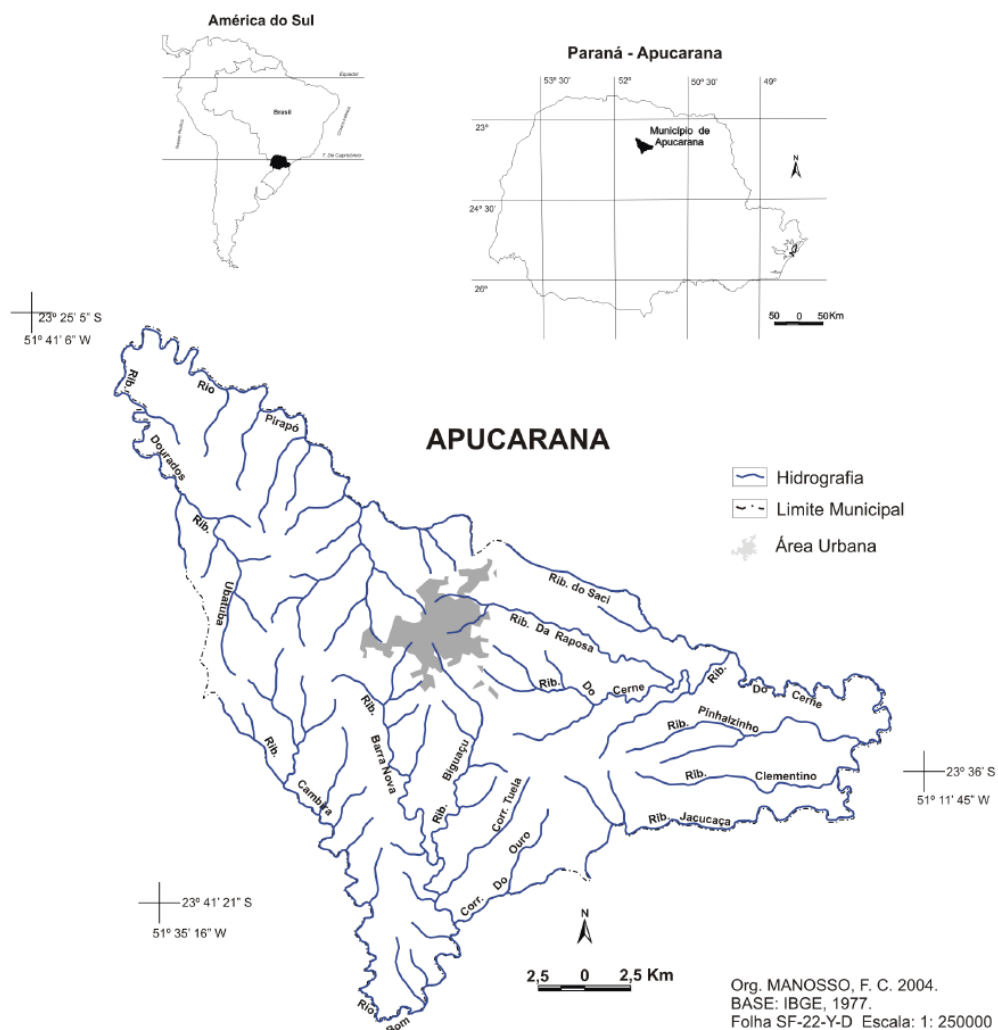 América do Sul
Equador
Brasil
T. De Capricórnio
Paraná - Apucarana
53º 30'
52º
50º 30'
49º
23º
Município de
Apucarana
N
24º 30'
26º
50 0 50Km
23º 25' 5" S
51º 41' 6" W
APUCARANA
Hidrografia
Limite Municipal
Área Urbana
Rib.
Dourados
Rio
Pirapó
Rib.
Ubatuba
Rib. do Saci
Rib. Da Raposa
Rib. Do Cerne
Rib. Do Cerne
Rib. Pinhalzinho
Rib. Clementino
Rib. Jacucaça
Rib.
Cambira
Rib.
Barra Nova
Rib. Biguaçu
Corr. Tuela
Corr. Do Ouro
Rio Bom
23º 36' S
51º 11' 45" W
23º 41' 21" S
51º 35' 16" W
N
2,5 0 2,5 Km
Org. MANOSSO, F. C. 2004.
BASE: IBGE, 1977.
Folha SF-22-Y-D Escala: 1: 250000